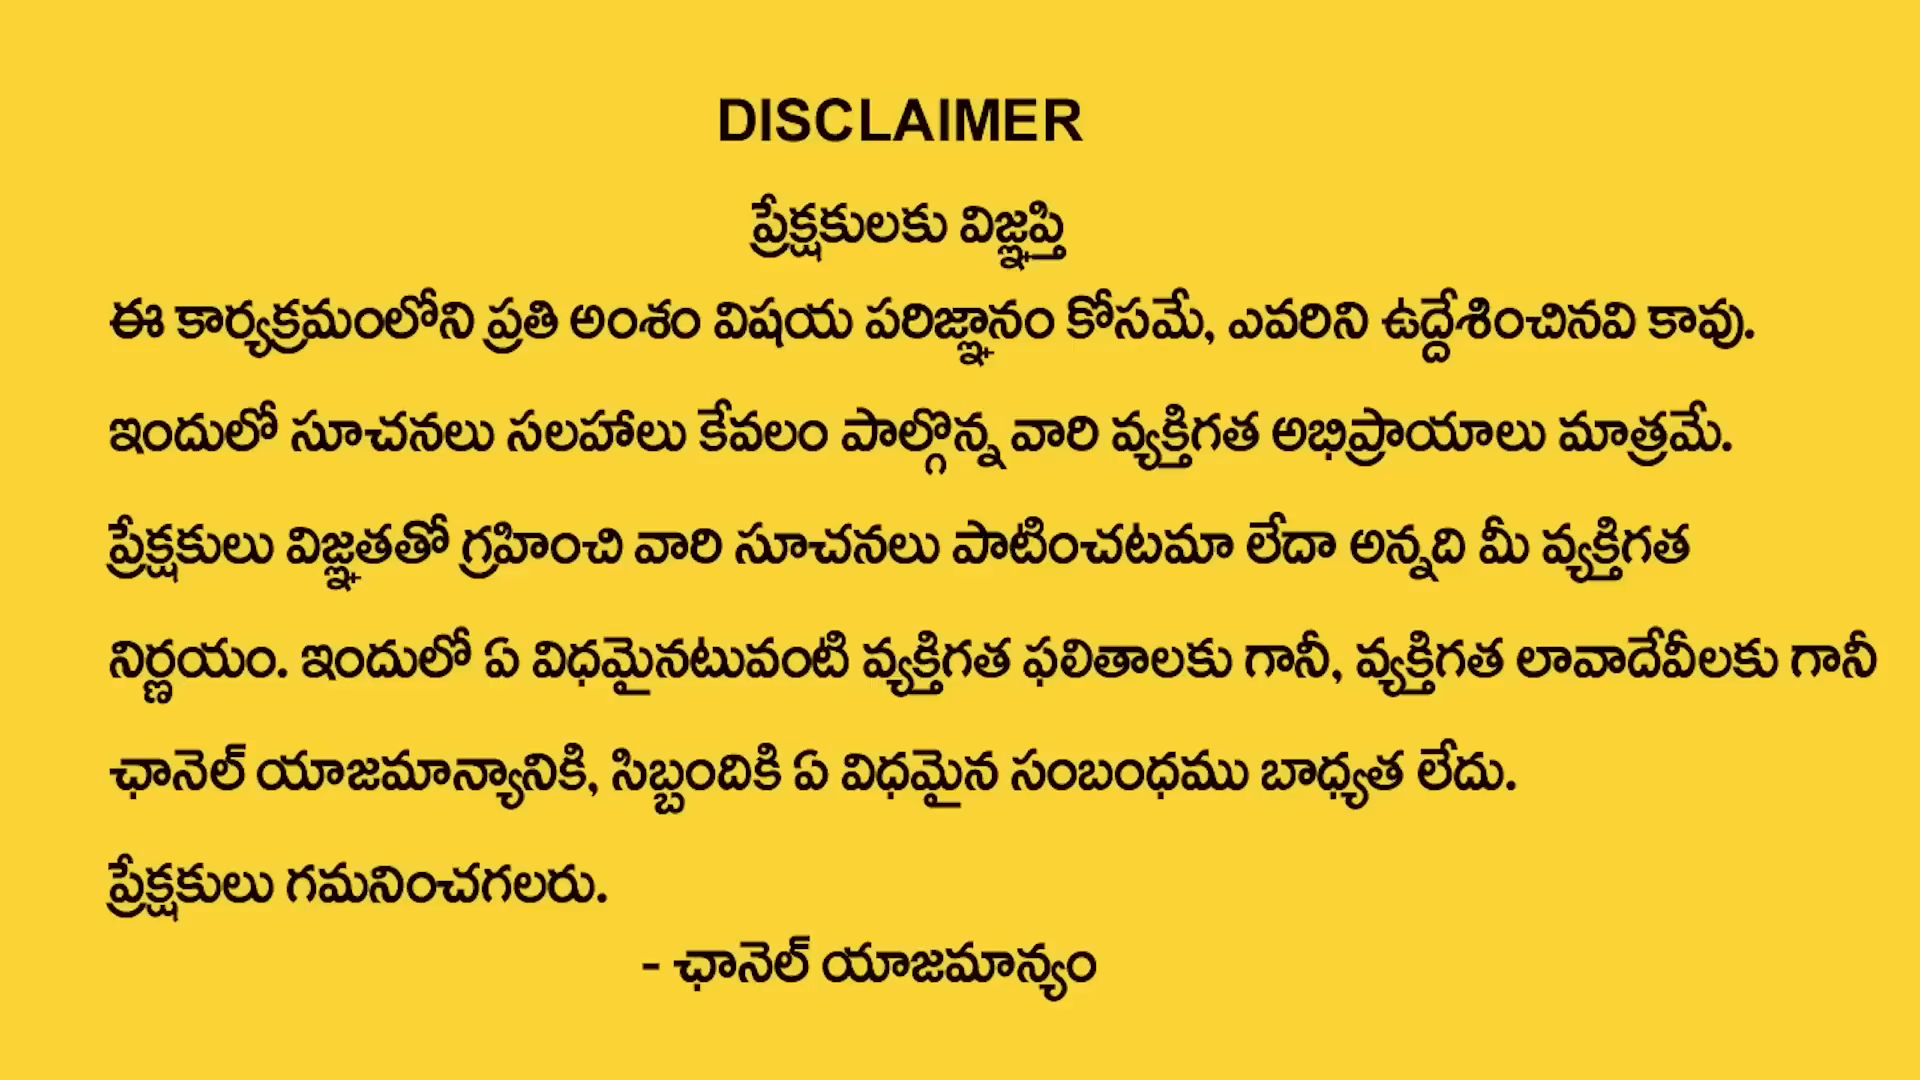 DISCLAIMER
ప్రేక్షకులకు విజ్ఞప్తి
ఈ కార్యక్రమంలోని ప్రతి అంశం విషయ పరిజ్ఞానం కోసమే, ఎవరిని ఉద్దేశించినవి కావు.
ఇందులో సూచనలు సలహాలు కేవలం పాల్గొన్న వారి వ్యక్తిగత అభిప్రాయాలు మాత్రమే.
ప్రేక్షకులు విజ్ఞతతో గ్రహించి వారి సూచనలు పాటించటమా లేదా అన్నది మీ వ్యక్తిగత
నిర్ణయం. ఇందులో ఏ విధమైనటువంటి వ్యక్తిగత ఫలితాలకు గానీ, వ్యక్తిగత లావాదేవీలకు గానీ
ఛానెల్ యాజమాన్యానికి, సిబ్బందికి ఏ విధమైన సంబంధము బాధ్యత లేదు.
ప్రేక్షకులు గమనించగలరు.
- ఛానెల్ యాజమాన్యం